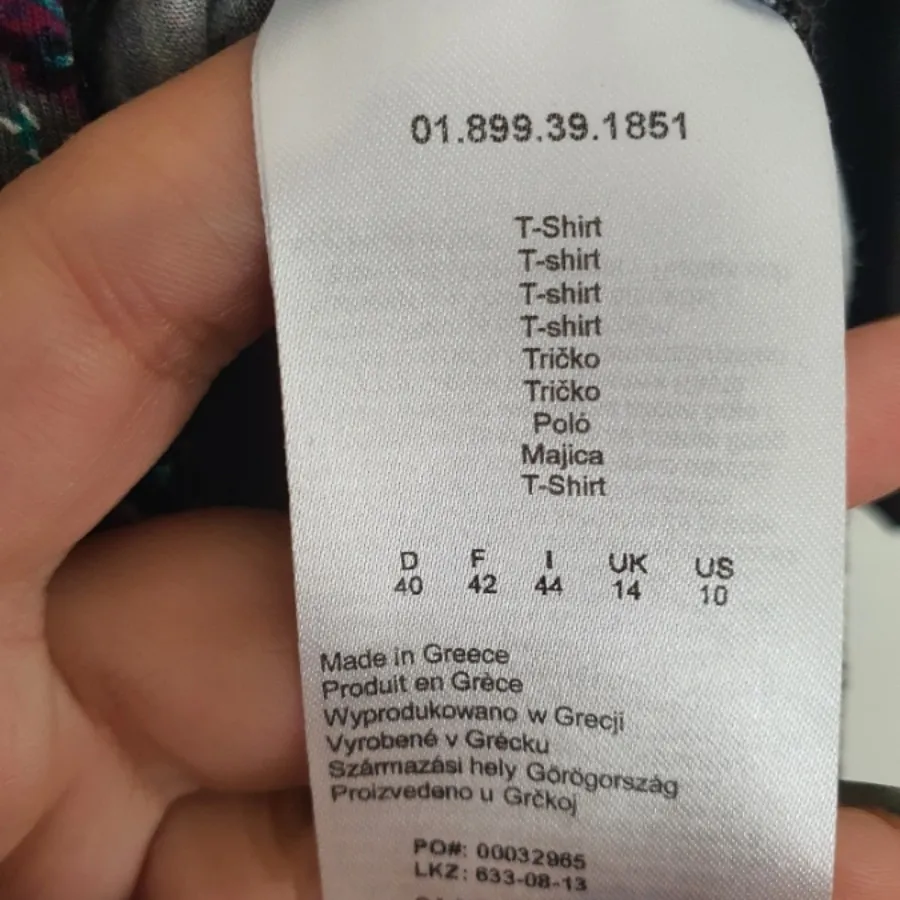 01.899.39.1851
T-Shirt
T-shirt
T-shirt
T-shirt
Tričko
Tričko
Póló
Majica
T-Shirt
D F I UK US
40 42 44 14 10
Made in Greece
Produit en Grèce
Wyprodukowano w Grecji
Vyrobené v Grécku
Származási hely Görögország
Proizvedeno u Grčkoj
PO#: 00032965
LKZ: 633-08-13